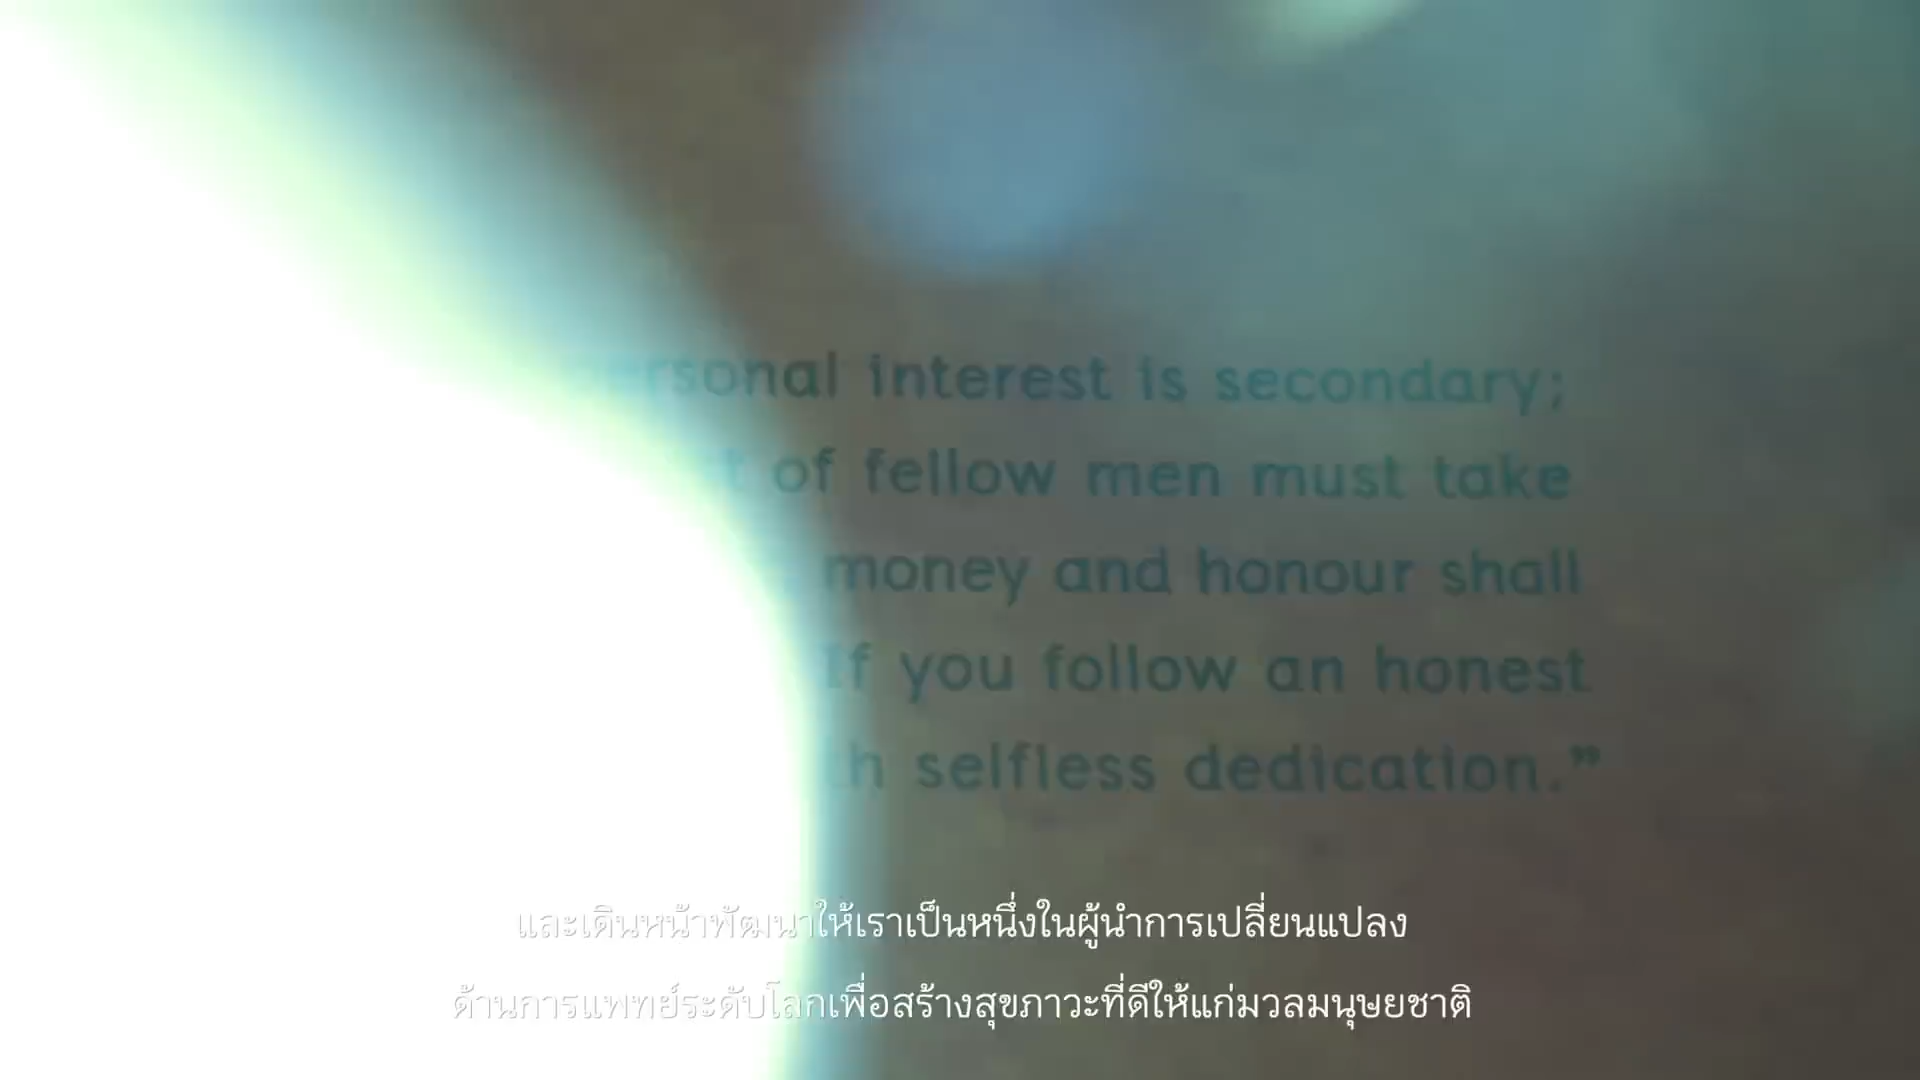 personal interest is secondary;
of fellow men must take
money and honour shall
If you follow an honest
selfless dedication.”
และเดินหน้าพัฒนาให้เราเป็นหนึ่งในผู้นำการเปลี่ยนแปลง
ด้านการแพทย์ระดับโลกเพื่อสร้างสุขภาวะที่ดีให้แก่มวลมนุษยชาติ